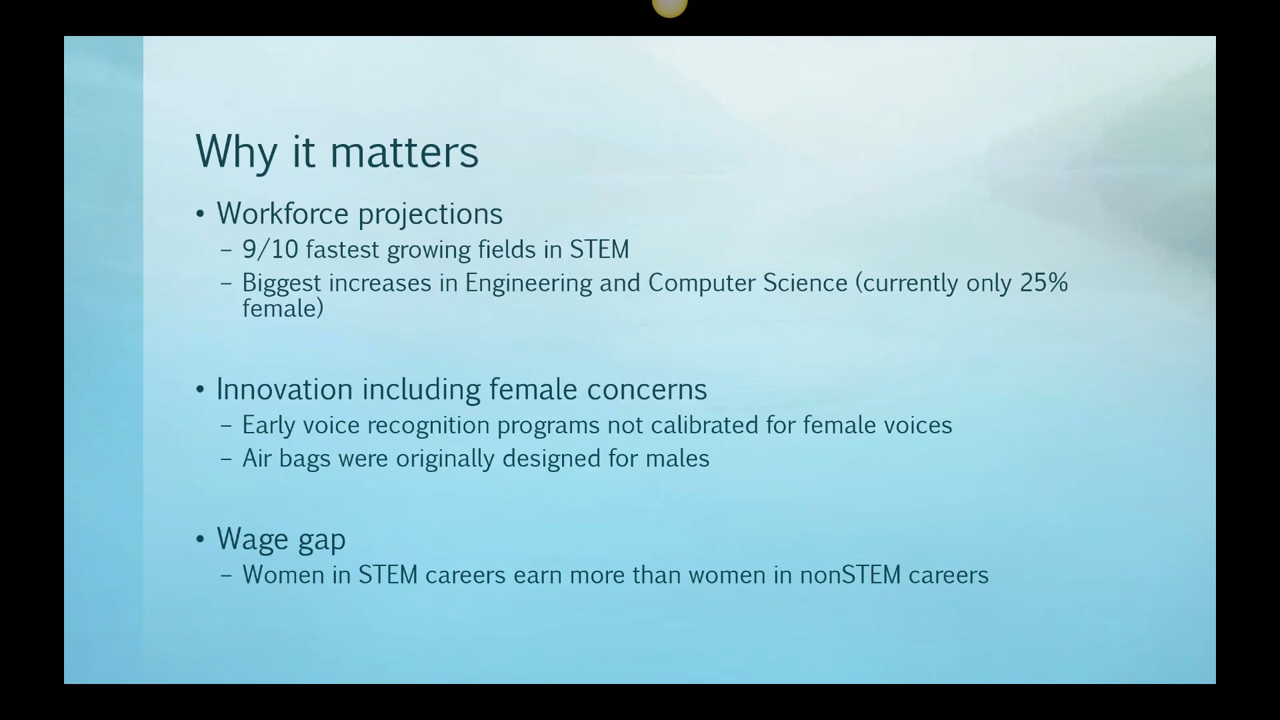 Why it matters
• Workforce projections
– 9/10 fastest growing fields in STEM
– Biggest increases in Engineering and Computer Science (currently only 25%
female)
• Innovation including female concerns
– Early voice recognition programs not calibrated for female voices
– Air bags were originally designed for males
• Wage gap
– Women in STEM careers earn more than women in nonSTEM careers